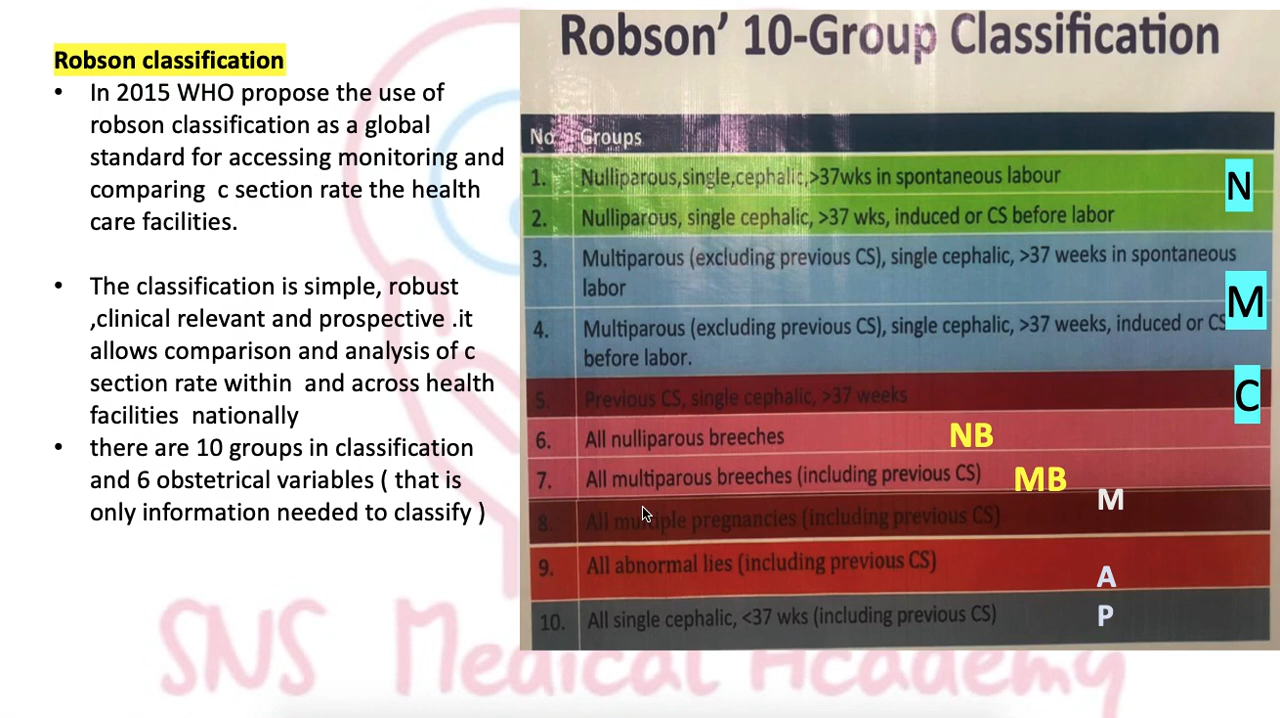 Robson classification
• In 2015 WHO propose the use of
robson classification as a global
standard for accessing monitoring and
comparing c section rate the health
care facilities.
• The classification is simple, robust
,clinical relevant and prospective .it
allows comparison and analysis of c
section rate within and across health
facilities nationally
• there are 10 groups in classification
and 6 obstetrical variables ( that is
only information needed to classify )
Robson' 10-Group Classification
No Groups
1. Nulliparous,single,cephalic,>37wks in spontaneous labour
N
2. Nulliparous, single cephalic, >37 wks, induced or CS before labor
3. Multiparous (excluding previous CS), single cephalic, >37 weeks in spontaneous
labor
M
4. Multiparous (excluding previous CS), single cephalic, >37 weeks, induced or CS
before labor.
5. Previous CS, single cephalic, >37 weeks
C
6. All nulliparous breeches NB
7. All multiparous breeches (including previous CS) MB
8. All multiple pregnancies (including previous CS) M
9. All abnormal lies (including previous CS) A
10. All single cephalic, <37 wks (including previous CS) P
SNS Medical Academy